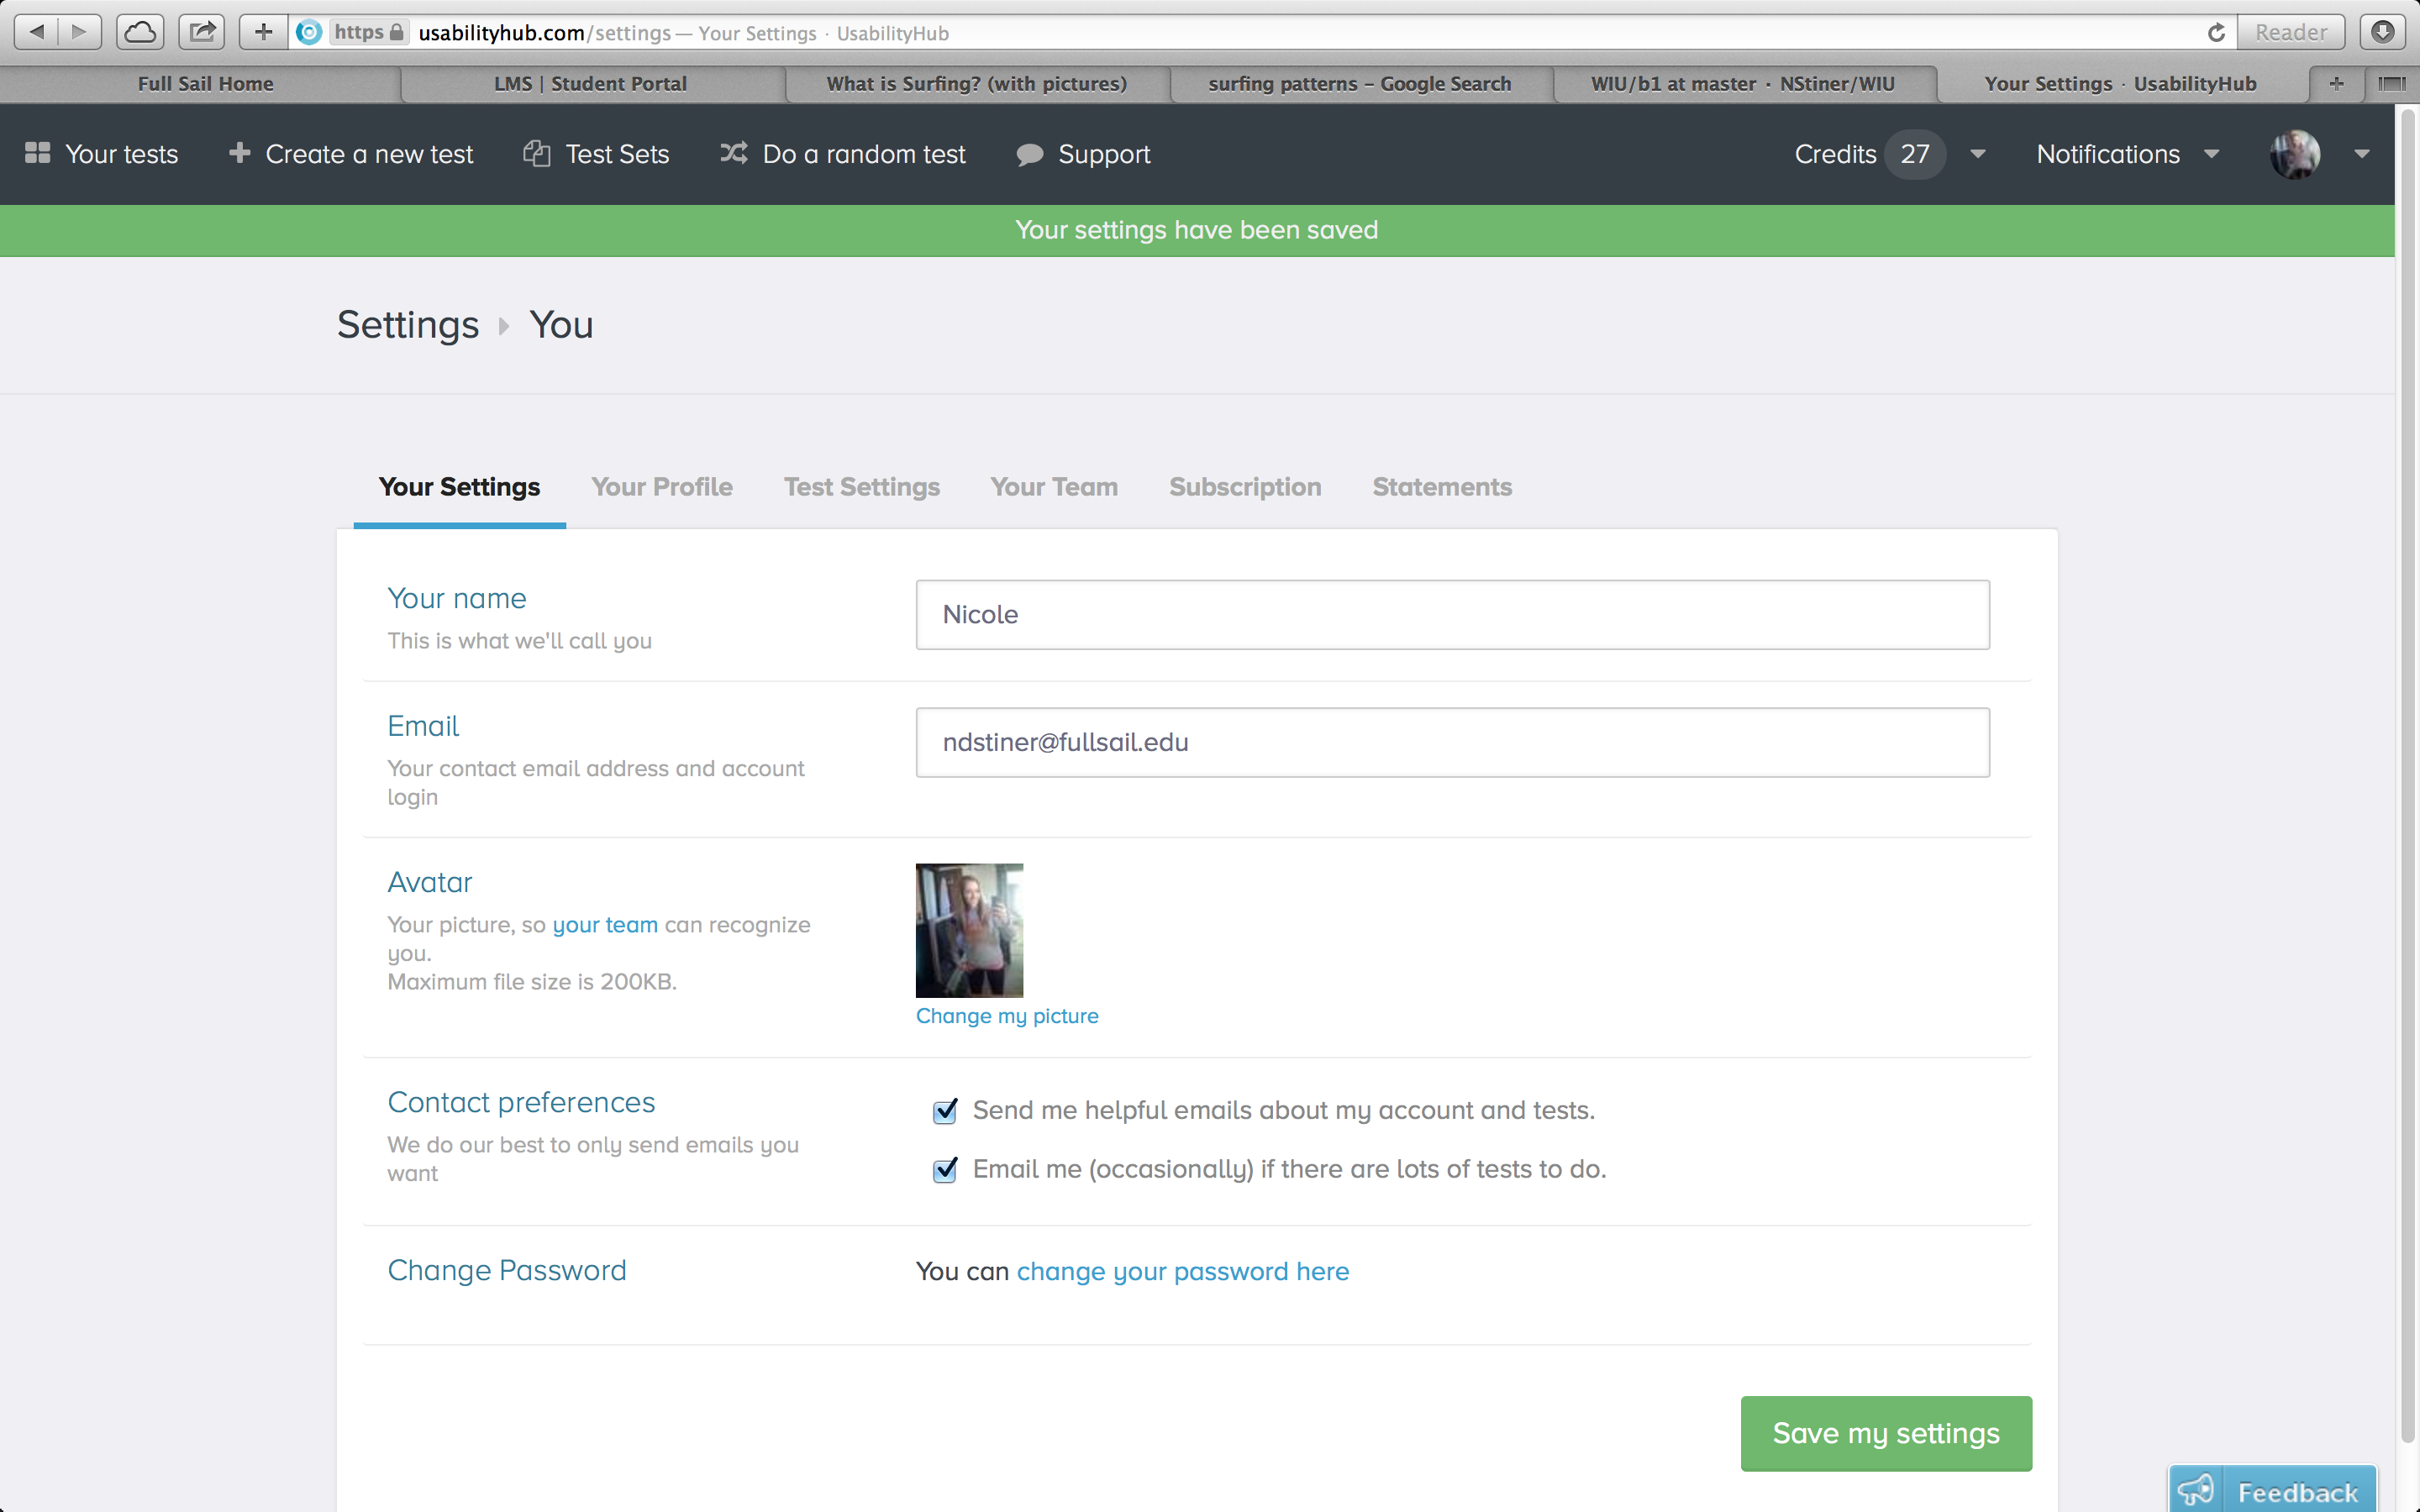 https usabilityhub.com/settings — Your Settings · UsabilityHub
Reader
Full Sail Home
LMS | Student Portal
What is Surfing? (with pictures)
surfing patterns – Google Search
WIU/b1 at master · NStiner/WIU
Your Settings · UsabilityHub
Your tests
Create a new test
Test Sets
Do a random test
Support
Credits 27
Notifications
Your settings have been saved
Settings You
Your Settings
Your Profile
Test Settings
Your Team
Subscription
Statements
Your name
This is what we'll call you
Nicole
Email
Your contact email address and account
login
ndstiner@fullsail.edu
Avatar
Your picture, so your team can recognize
you.
Maximum file size is 200KB.
Change my picture
Contact preferences
We do our best to only send emails you
want
Send me helpful emails about my account and tests.
Email me (occasionally) if there are lots of tests to do.
Change Password
You can change your password here
Save my settings
Feedback